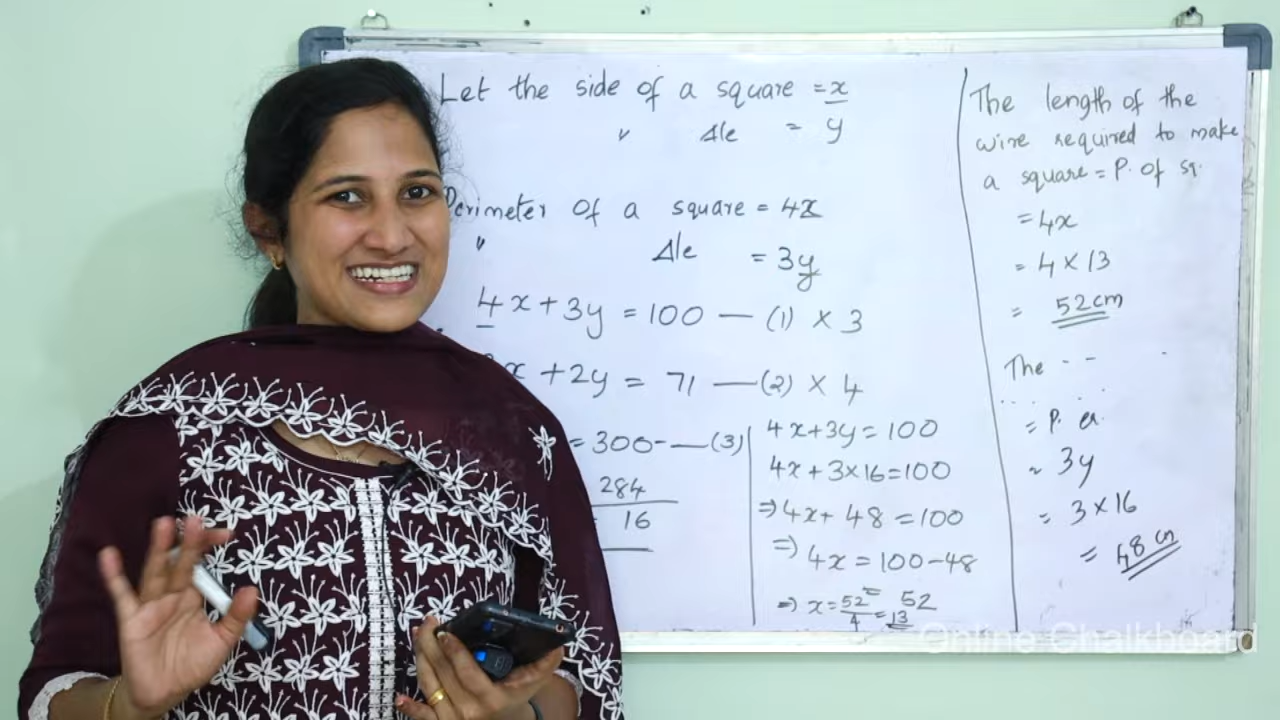 Let the side of a square = x
〃 Δle = y
Perimeter of a square = 4x
〃 Δle = 3y
4x + 3y = 100 — (1) × 3
x + 2y = 71 — (2) × 4
= 300 — (3)
284
16
4x + 3y = 100
4x + 3×16 = 100
⇒ 4x + 48 = 100
⇒ 4x = 100 - 48
= 52
⇒ x = 52/4 = 13
The length of the
wire required to make
a square = P. of sq.
= 4x
= 4 × 13
= 52 cm
The - - -
= P.
= 3y
= 3 × 16
= 48 cm
Online Chalkboard